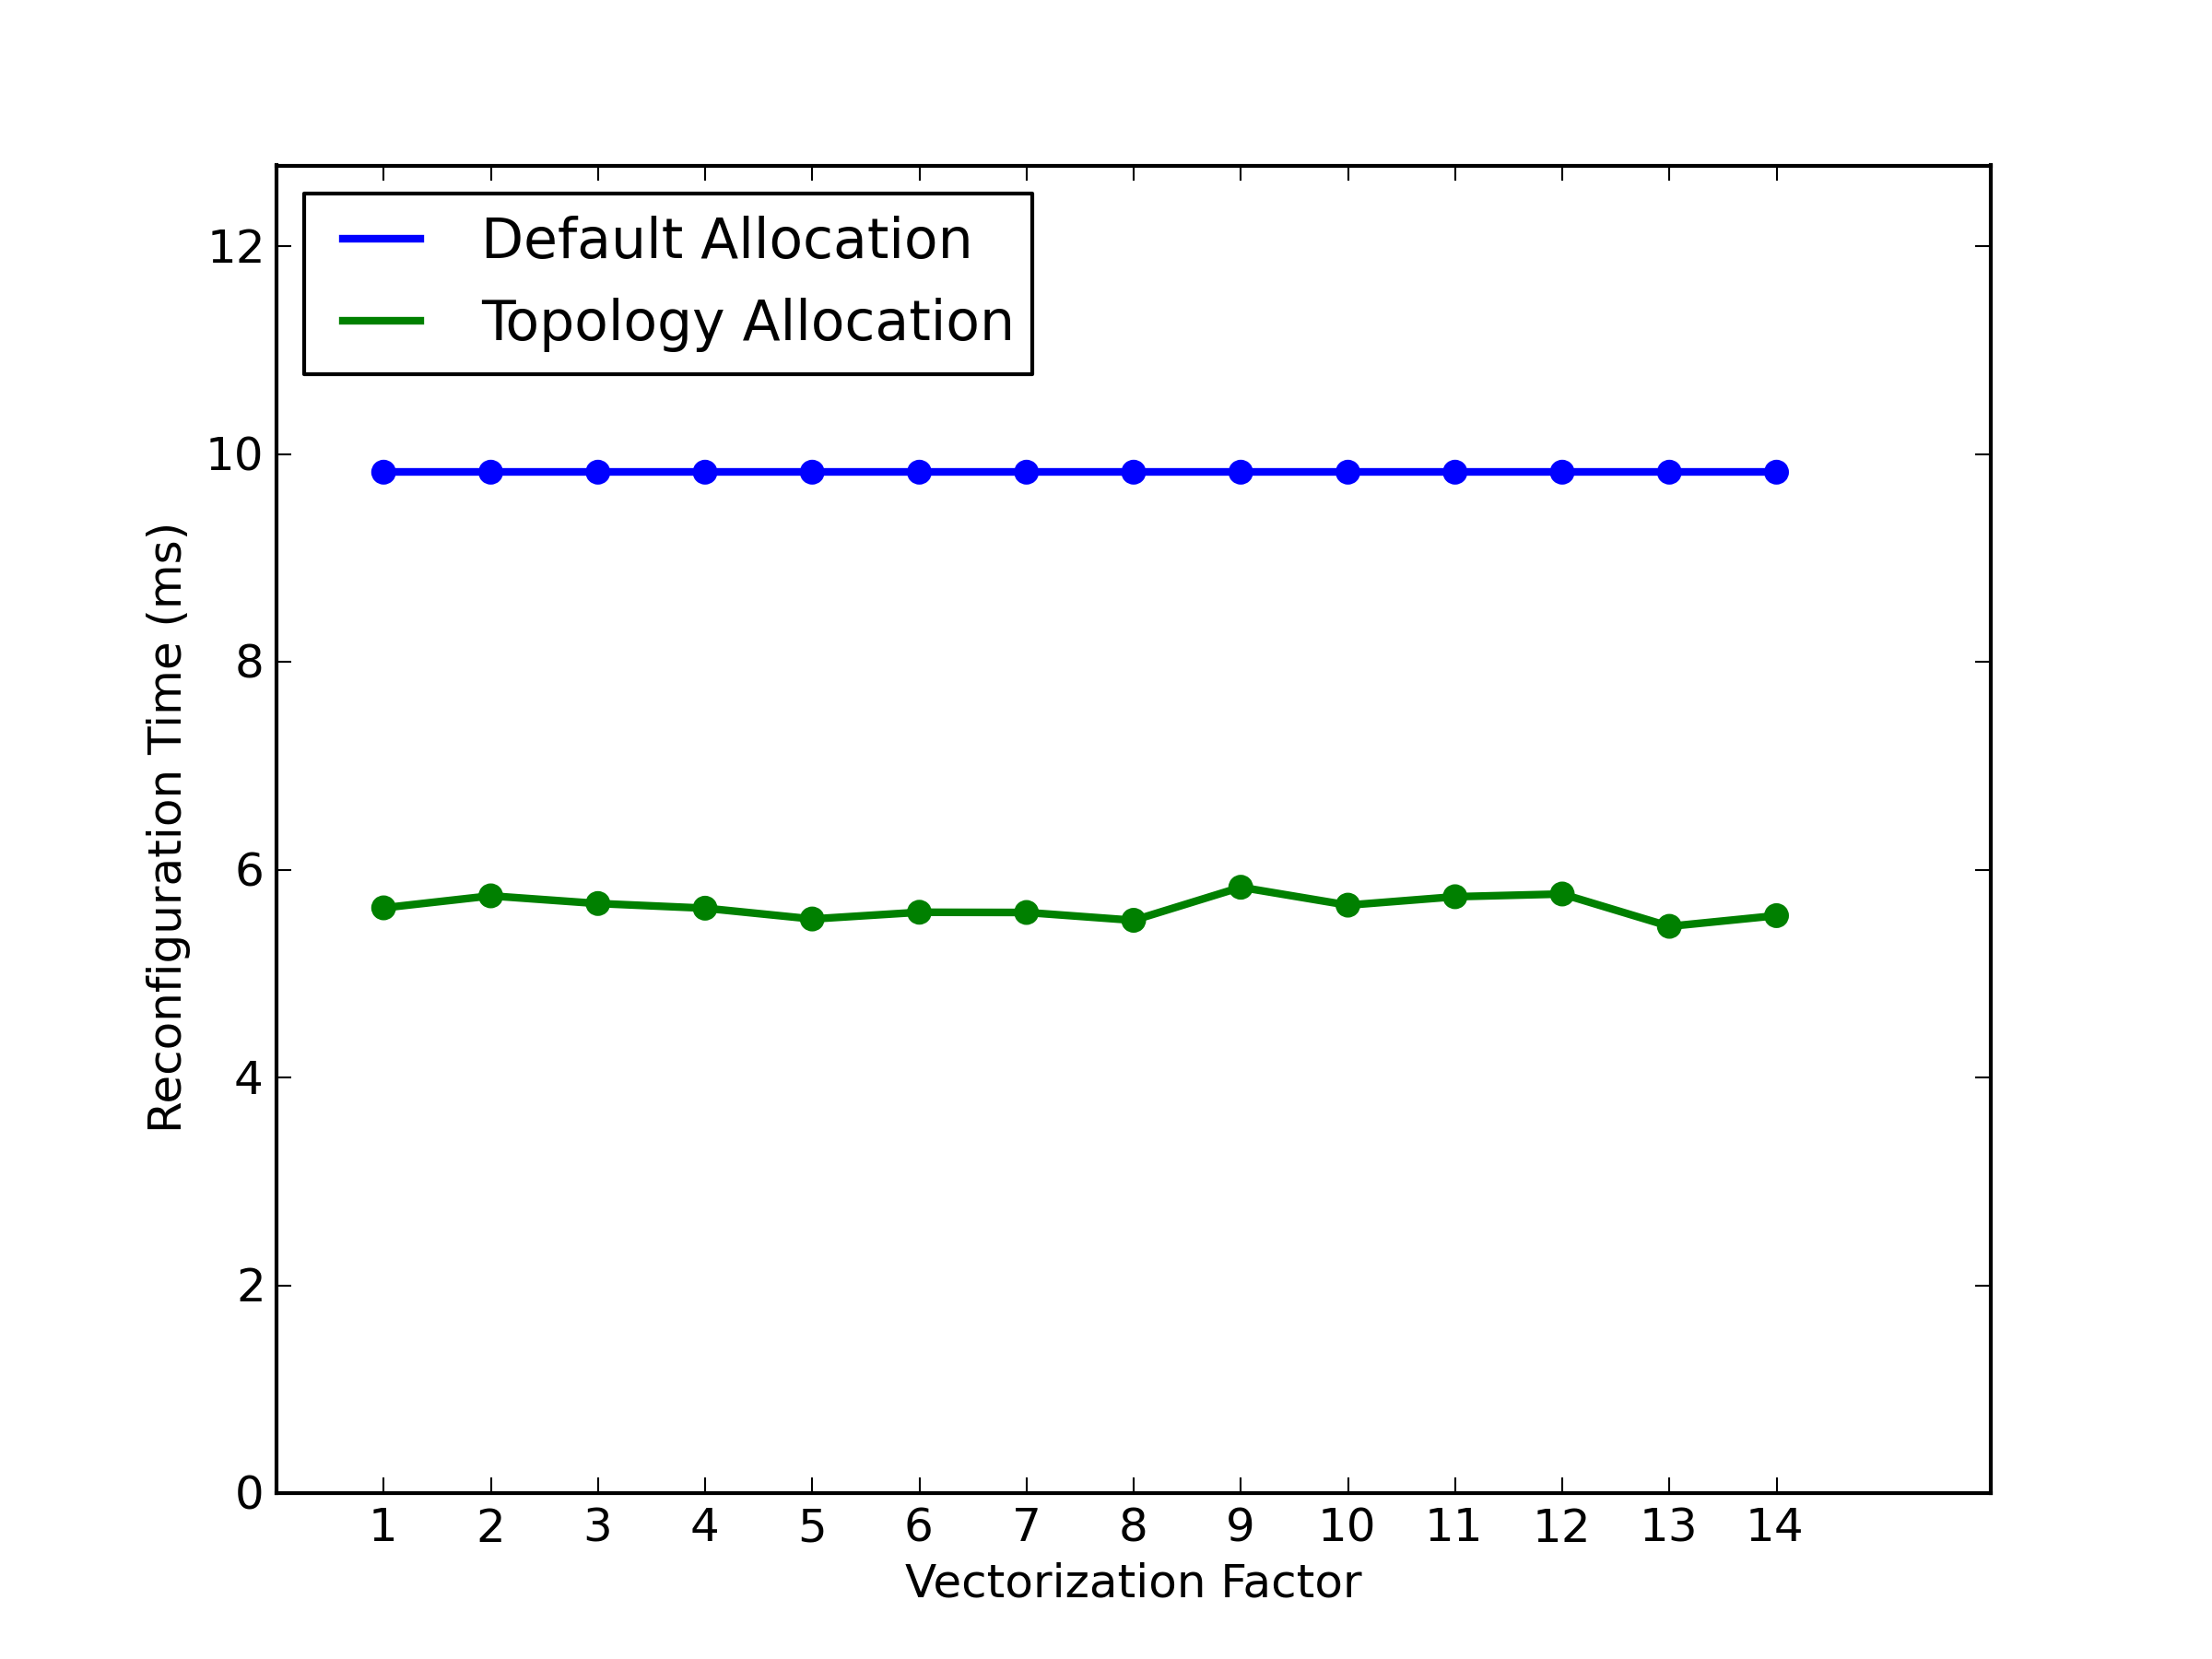 Default Allocation
Topology Allocation
Reconfiguration Time (ms)
12
10
8
6
4
2
0
1 2 3 4 5 6 7 8 9 10 11 12 13 14
Vectorization Factor